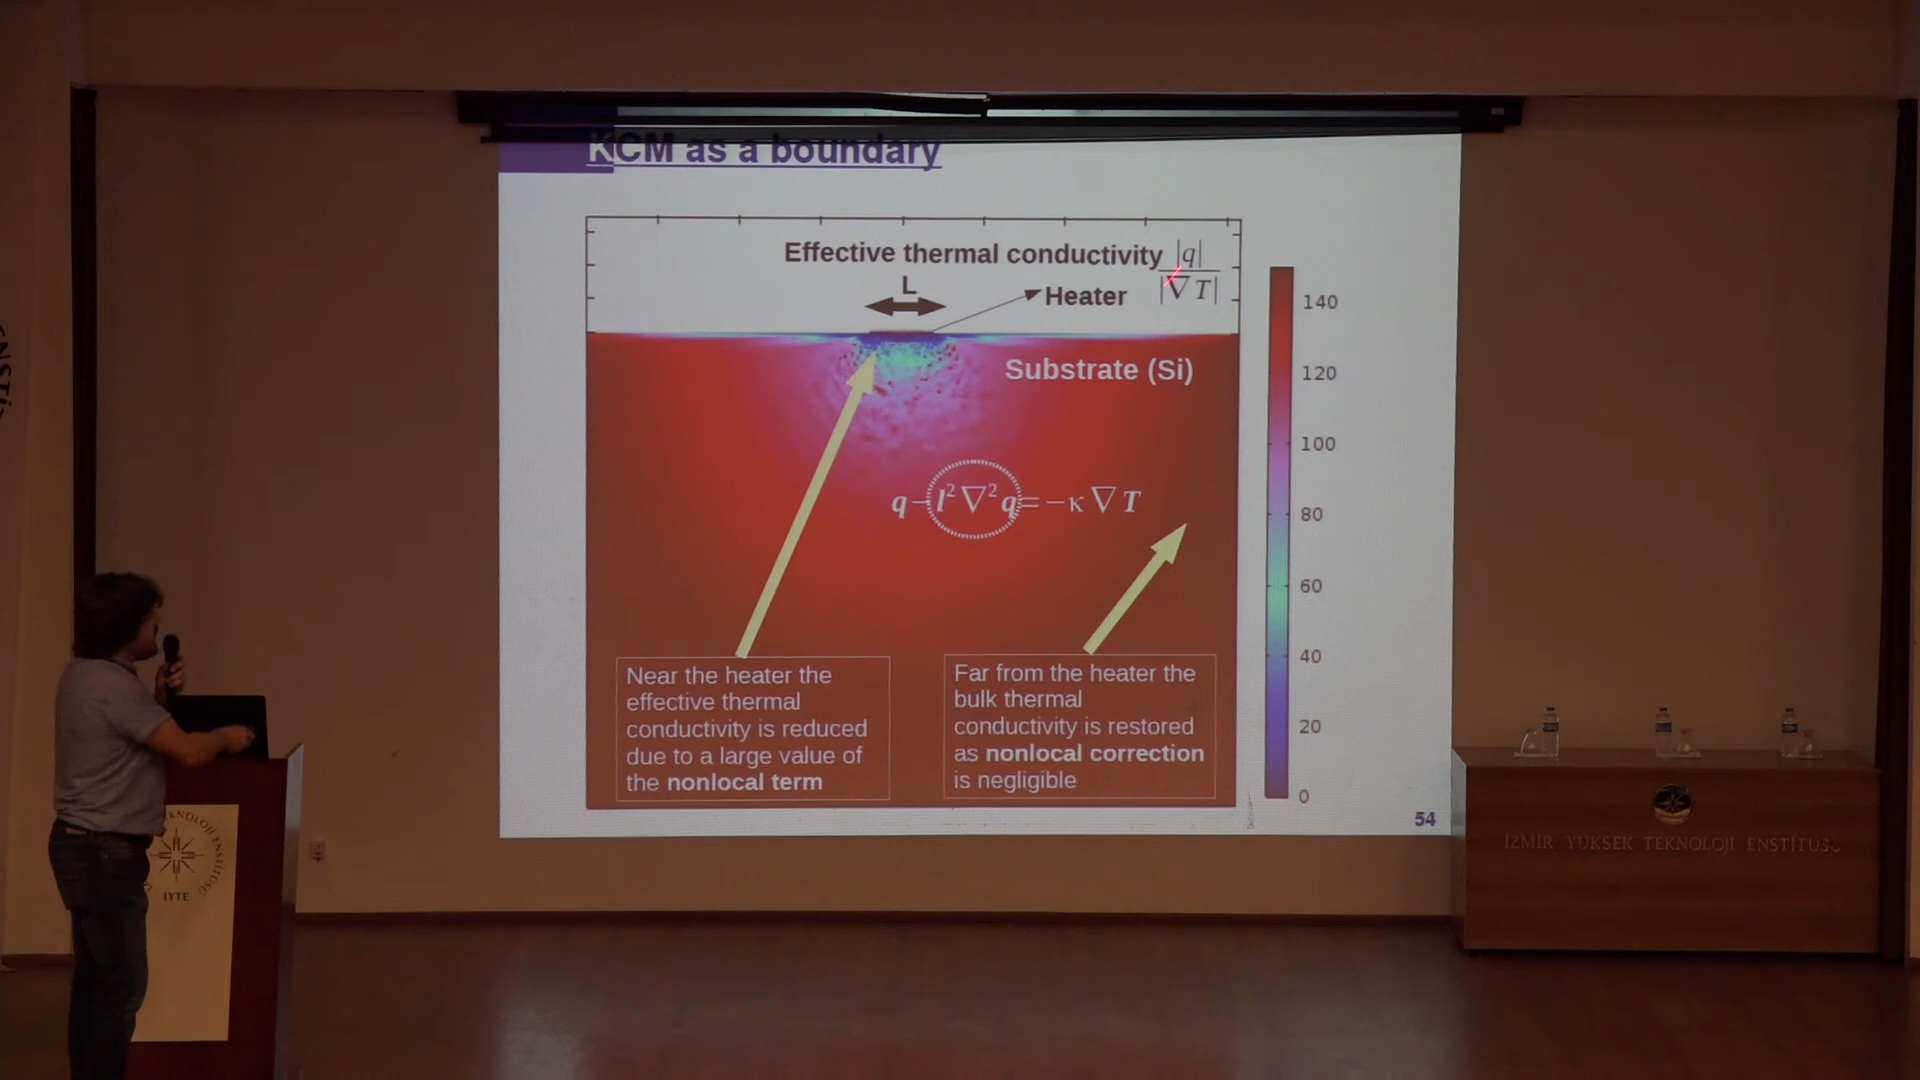 KCM as a boundary
Effective thermal conductivity |q| / |∇T|
L
Heater
Substrate (Si)
q − l²∇²q = −κ∇T
Near the heater the
effective thermal
conductivity is reduced
due to a large value of
the nonlocal term
Far from the heater the
bulk thermal
conductivity is restored
as nonlocal correction
is negligible
140
120
100
80
60
40
20
0
54
İZMİR YÜKSEK TEKNOLOJİ ENSTİTÜSÜ
IYTE